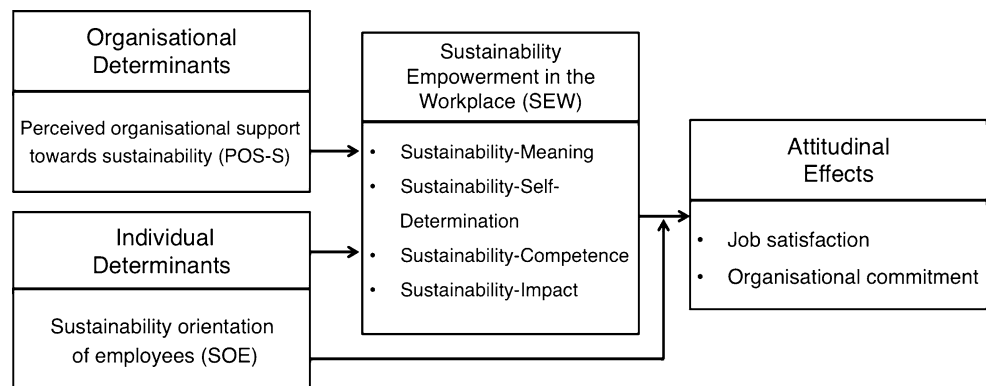 Organisational
Determinants
Perceived organisational support
towards sustainability (POS-S)
Individual
Determinants
Sustainability orientation
of employees (SOE)
Sustainability
Empowerment in the
Workplace (SEW)
• Sustainability-Meaning
• Sustainability-Self-
Determination
• Sustainability-Competence
• Sustainability-Impact
Attitudinal
Effects
• Job satisfaction
• Organisational commitment